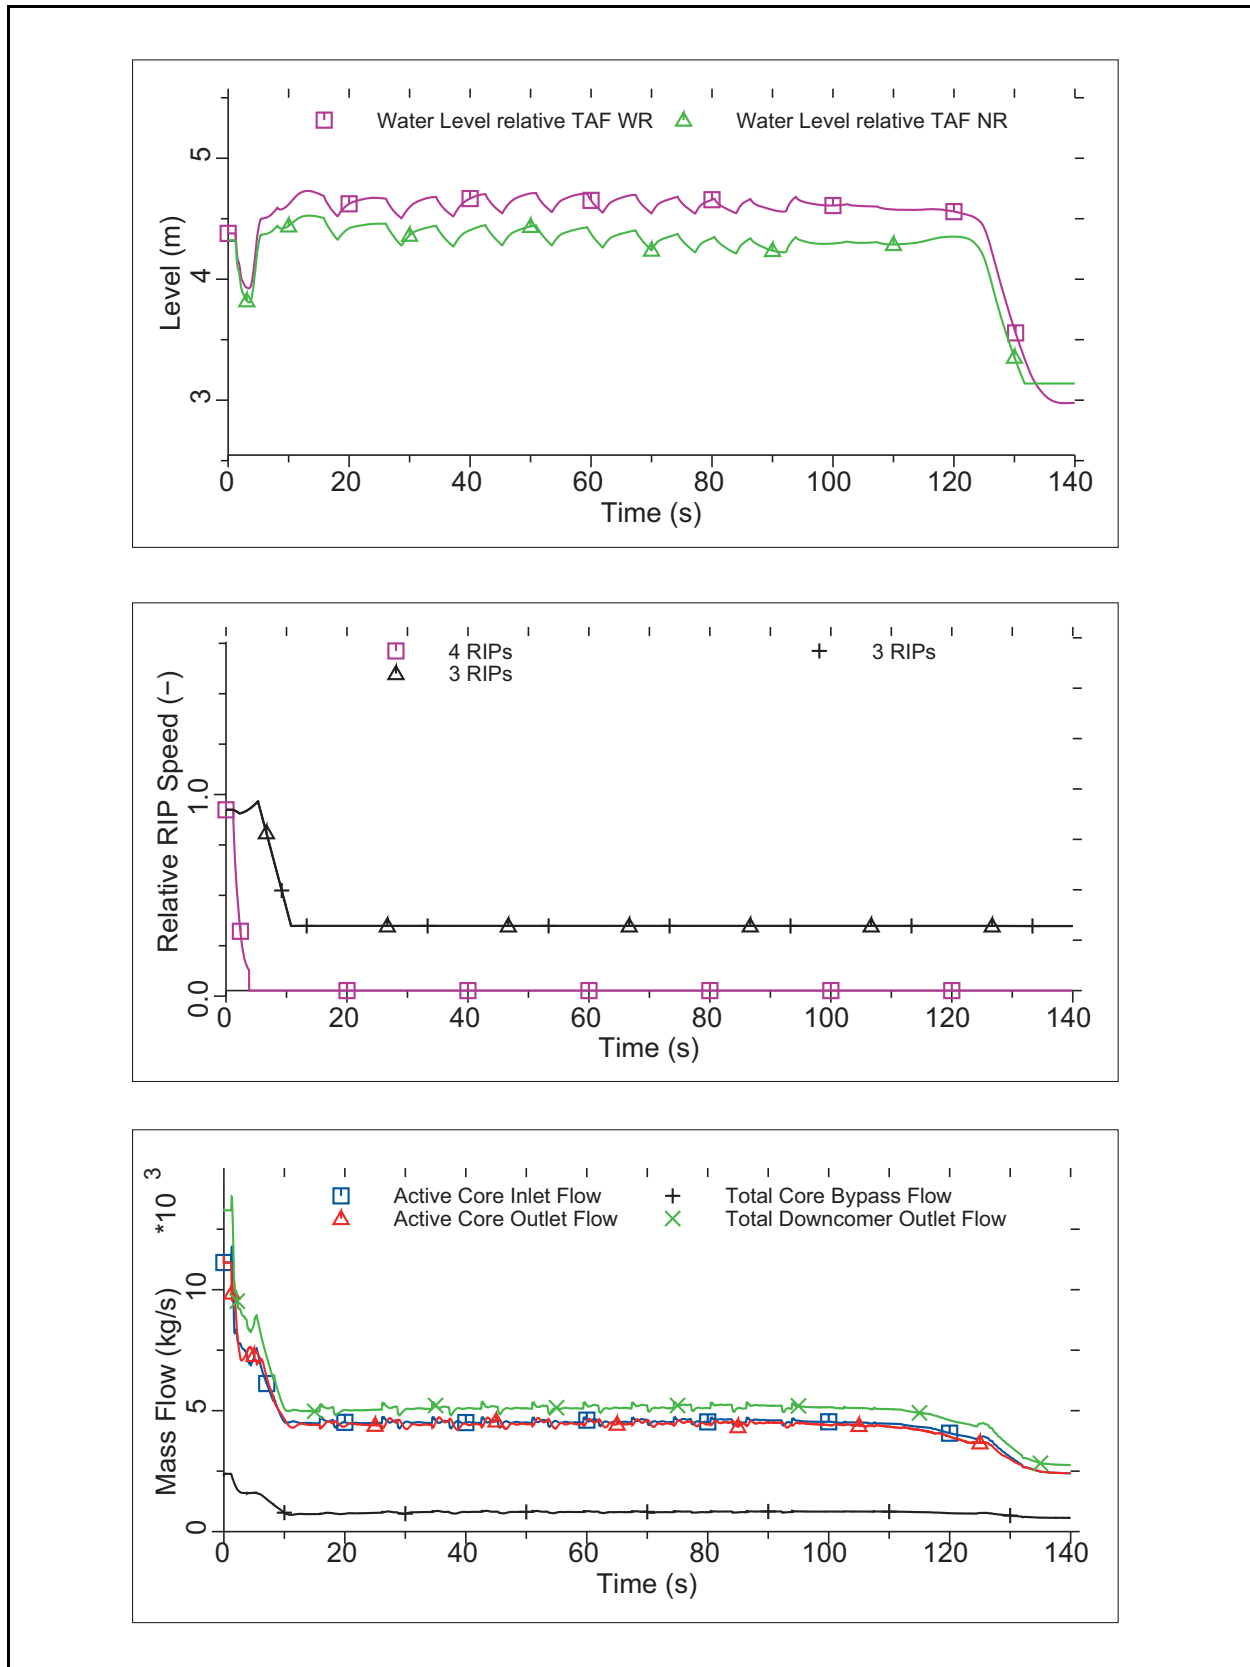 Water Level relative TAF WR Water Level relative TAF NR
5
4
3
Level (m)
0 20 40 60 80 100 120 140
Time (s)
4 RIPs 3 RIPs
3 RIPs
1.0
0.0
Relative RIP Speed (−)
0 20 40 60 80 100 120 140
Time (s)
*10 3
Active Core Inlet Flow Total Core Bypass Flow
Active Core Outlet Flow Total Downcomer Outlet Flow
10
5
0
Mass Flow (kg/s)
0 20 40 60 80 100 120 140
Time (s)